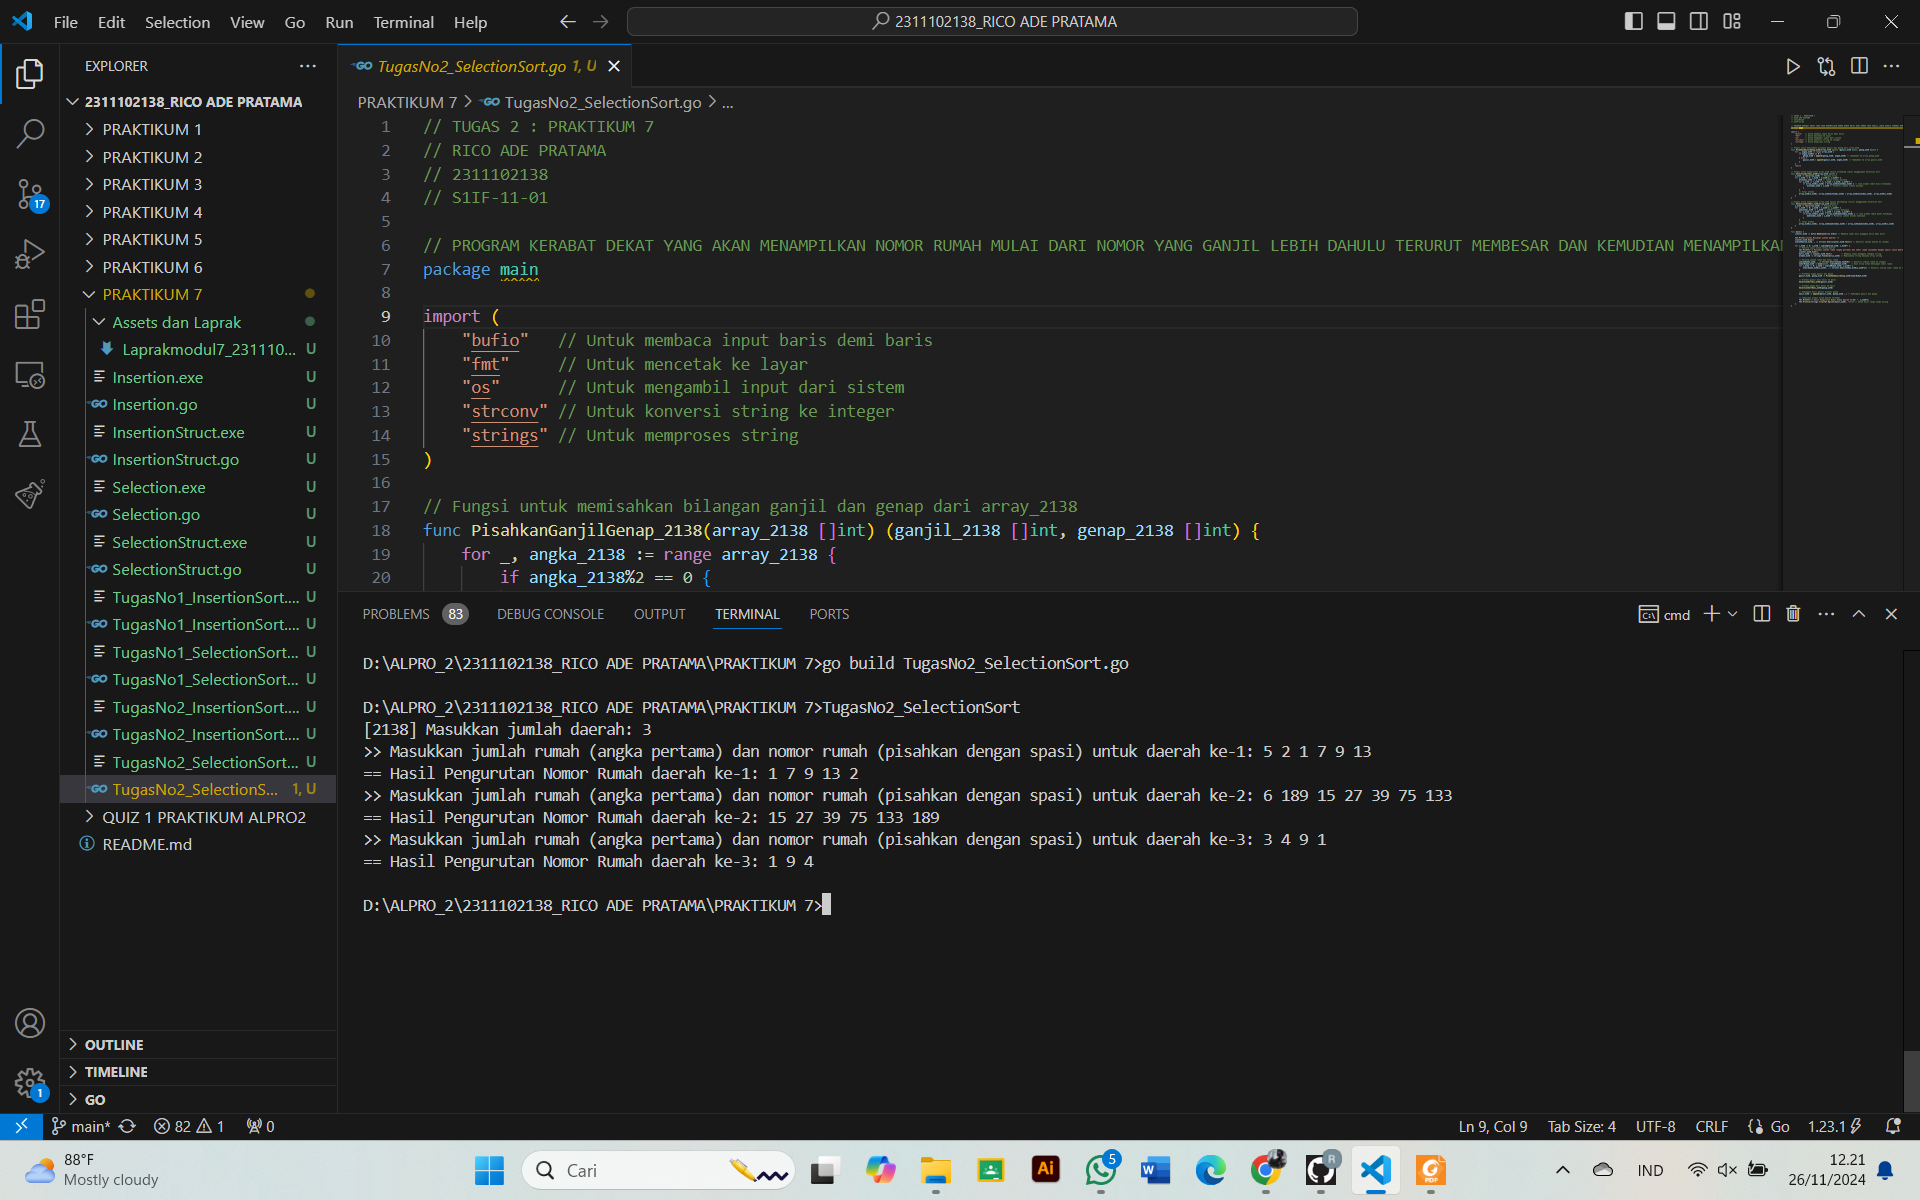 File Edit Selection View Go Run Terminal Help
2311102138_RICO ADE PRATAMA
EXPLORER
2311102138_RICO ADE PRATAMA
PRAKTIKUM 1
PRAKTIKUM 2
PRAKTIKUM 3
PRAKTIKUM 4
PRAKTIKUM 5
PRAKTIKUM 6
PRAKTIKUM 7
Assets dan Laprak
Laprakmodul7_231110... U
Insertion.exe U
Insertion.go U
InsertionStruct.exe U
InsertionStruct.go U
Selection.exe U
Selection.go U
SelectionStruct.exe U
SelectionStruct.go U
TugasNo1_InsertionSort.... U
TugasNo1_InsertionSort.... U
TugasNo1_SelectionSort... U
TugasNo1_SelectionSort... U
TugasNo2_InsertionSort.... U
TugasNo2_InsertionSort.... U
TugasNo2_SelectionSort... U
TugasNo2_SelectionS... 1, U
QUIZ 1 PRAKTIKUM ALPRO2
README.md
OUTLINE
TIMELINE
GO
17
1
TugasNo2_SelectionSort.go 1, U
PRAKTIKUM 7 > TugasNo2_SelectionSort.go > ...
1 // TUGAS 2 : PRAKTIKUM 7
2 // RICO ADE PRATAMA
3 // 2311102138
4 // S1IF-11-01
5
6 // PROGRAM KERABAT DEKAT YANG AKAN MENAMPILKAN NOMOR RUMAH MULAI DARI NOMOR YANG GANJIL LEBIH DAHULU TERURUT MEMBESAR DAN KEMUDIAN MENAMPILKAN
7 package main
8
9 import (
10 "bufio" // Untuk membaca input baris demi baris
11 "fmt" // Untuk mencetak ke layar
12 "os" // Untuk mengambil input dari sistem
13 "strconv" // Untuk konversi string ke integer
14 "strings" // Untuk memproses string
15 )
16
17 // Fungsi untuk memisahkan bilangan ganjil dan genap dari array_2138
18 func PisahkanGanjilGenap_2138(array_2138 []int) (ganjil_2138 []int, genap_2138 []int) {
19 for _, angka_2138 := range array_2138 {
20 if angka_2138%2 == 0 {
PROBLEMS 83 DEBUG CONSOLE OUTPUT TERMINAL PORTS
cmd
D:\ALPRO_2\2311102138_RICO ADE PRATAMA\PRAKTIKUM 7>go build TugasNo2_SelectionSort.go
D:\ALPRO_2\2311102138_RICO ADE PRATAMA\PRAKTIKUM 7>TugasNo2_SelectionSort
[2138] Masukkan jumlah daerah: 3
>> Masukkan jumlah rumah (angka pertama) dan nomor rumah (pisahkan dengan spasi) untuk daerah ke-1: 5 2 1 7 9 13
== Hasil Pengurutan Nomor Rumah daerah ke-1: 1 7 9 13 2
>> Masukkan jumlah rumah (angka pertama) dan nomor rumah (pisahkan dengan spasi) untuk daerah ke-2: 6 189 15 27 39 75 133
== Hasil Pengurutan Nomor Rumah daerah ke-2: 15 27 39 75 133 189
>> Masukkan jumlah rumah (angka pertama) dan nomor rumah (pisahkan dengan spasi) untuk daerah ke-3: 3 4 9 1
== Hasil Pengurutan Nomor Rumah daerah ke-3: 1 9 4
D:\ALPRO_2\2311102138_RICO ADE PRATAMA\PRAKTIKUM 7>
main* 82 1 0
Ln 9, Col 9 Tab Size: 4 UTF-8 CRLF Go 1.23.1
88°F
Mostly cloudy
Cari
Ai
5
R
PDF
IND
12.21
26/11/2024